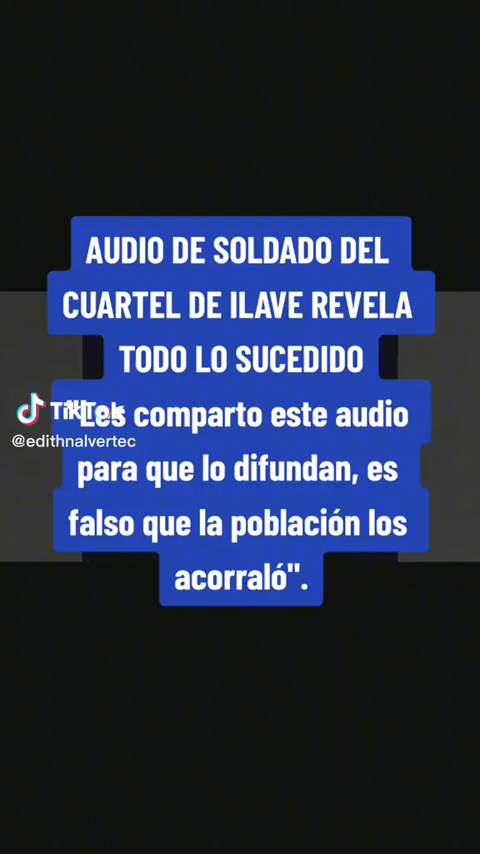 AUDIO DE SOLDADO DEL
CUARTEL DE ILAVE REVELA
TODO LO SUCEDIDO
"Les comparto este audio
para que lo difundan, es
falso que la población los
acorraló".
TikTok
@edithnalvertec